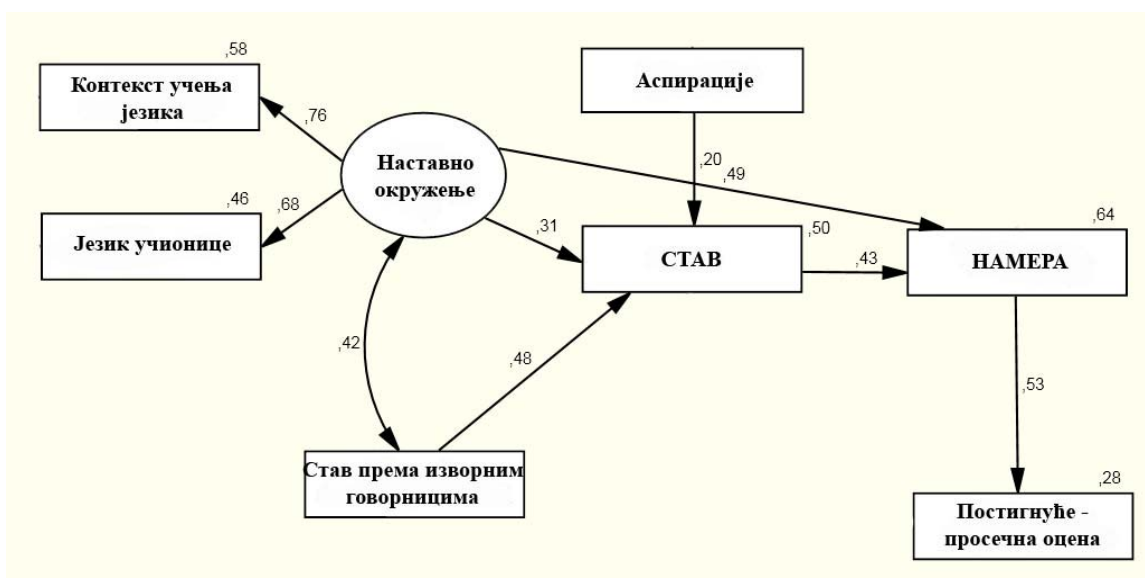 ,58
Контекст учења
језика
,76
Аспирације
Наставно
окружење
,20
,49
,46
,68
Језик учионице
,31
,50
,64
СТАВ
,43
НАМЕРА
,42
,48
,53
Став према изворним
говорницима
,28
Постигнуће -
просечна оцена